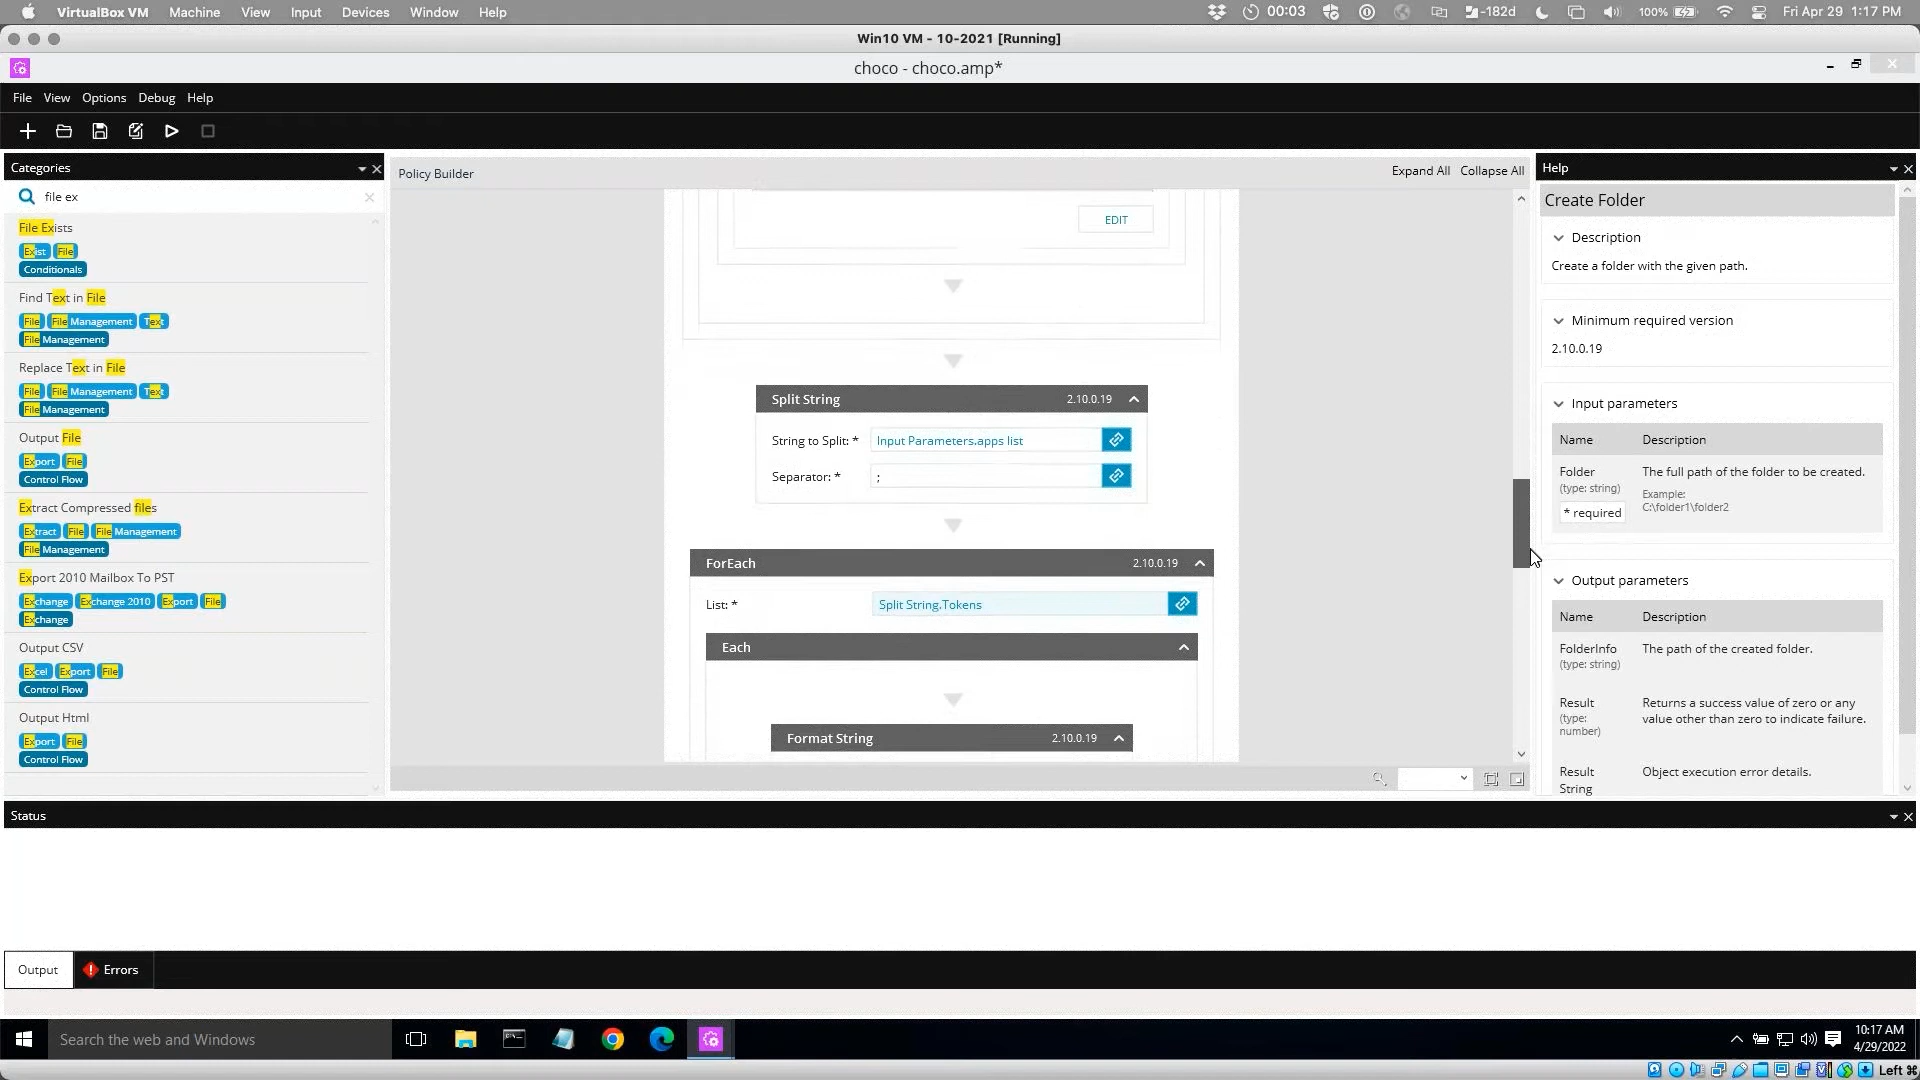 VirtualBox VM Machine View Input Devices Window Help 00:03 -182d 100% Fri Apr 29 1:17 PM
Win10 VM - 10-2021 [Running]
choco - choco.amp*
File View Options Debug Help
Categories
file ex
File Exists
Exist File
Conditionals
Find Text in File
File File Management Text
File Management
Replace Text in File
File File Management Text
File Management
Output File
Export File
Control Flow
Extract Compressed files
Extract File File Management
File Management
Export 2010 Mailbox To PST
Exchange Exchange 2010 Export File
Exchange
Output CSV
Excel Export File
Control Flow
Output Html
Export File
Control Flow
Policy Builder Expand All Collapse All
EDIT
Split String 2.10.0.19
String to Split: * Input Parameters.apps list
Separator: * ;
ForEach 2.10.0.19
List: * Split String.Tokens
Each
Format String 2.10.0.19
Help
Create Folder
Description
Create a folder with the given path.
Minimum required version
2.10.0.19
Input parameters
Name Description
Folder The full path of the folder to be created.
(type: string) Example:
C:\folder1\folder2
* required
Output parameters
Name Description
FolderInfo The path of the created folder.
(type: string)
Result Returns a success value of zero or any
(type: value other than zero to indicate failure.
number)
Result Object execution error details.
String
Status
Output Errors
Search the web and Windows
10:17 AM
4/29/2022
Left ⌘